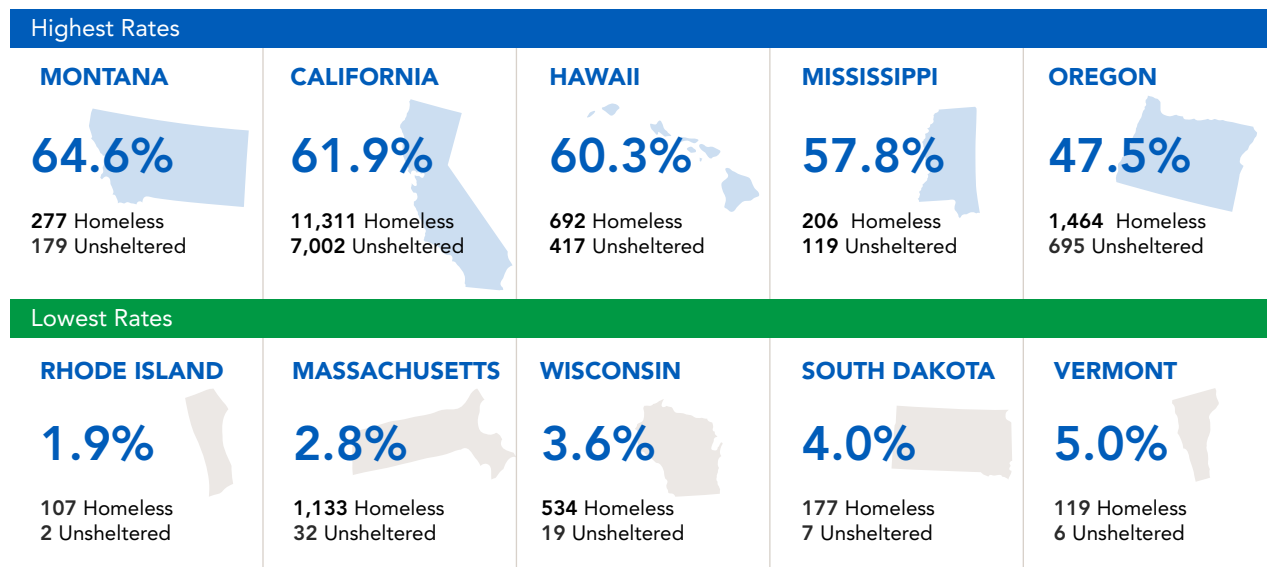 Highest Rates
MONTANA
64.6%
277 Homeless
179 Unsheltered
CALIFORNIA
61.9%
11,311 Homeless
7,002 Unsheltered
HAWAII
60.3%
692 Homeless
417 Unsheltered
MISSISSIPPI
57.8%
206 Homeless
119 Unsheltered
OREGON
47.5%
1,464 Homeless
695 Unsheltered
Lowest Rates
RHODE ISLAND
1.9%
107 Homeless
2 Unsheltered
MASSACHUSETTS
2.8%
1,133 Homeless
32 Unsheltered
WISCONSIN
3.6%
534 Homeless
19 Unsheltered
SOUTH DAKOTA
4.0%
177 Homeless
7 Unsheltered
VERMONT
5.0%
119 Homeless
6 Unsheltered